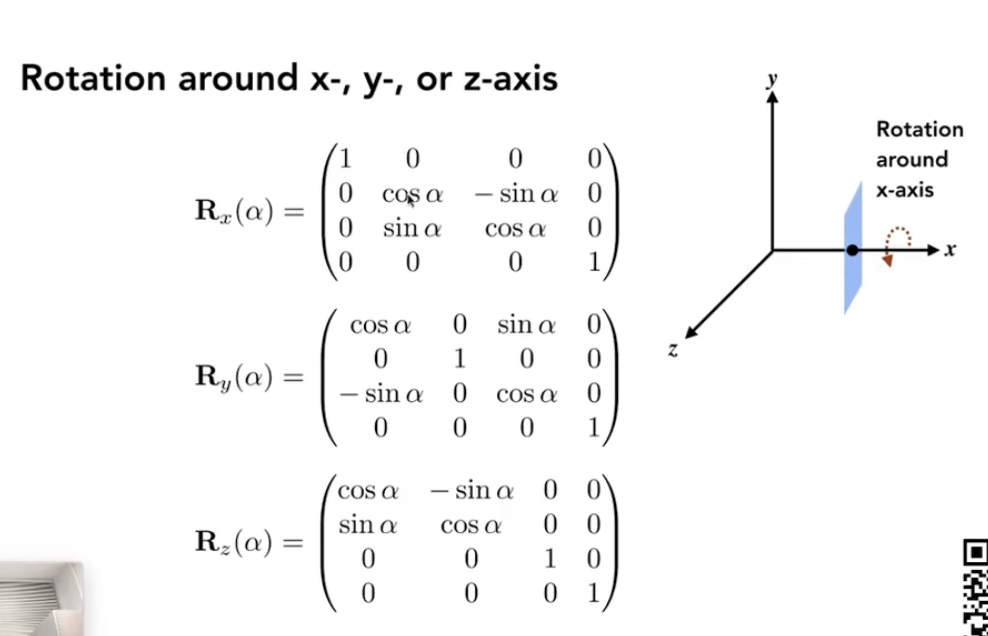 Rotation around x-, y-, or z-axis
y
Rotation
around
x-axis
x
z
R_x(α) =
1 0 0 0
0 cos α − sin α 0
0 sin α cos α 0
0 0 0 1
R_y(α) =
cos α 0 sin α 0
0 1 0 0
− sin α 0 cos α 0
0 0 0 1
R_z(α) =
cos α − sin α 0 0
sin α cos α 0 0
0 0 1 0
0 0 0 1